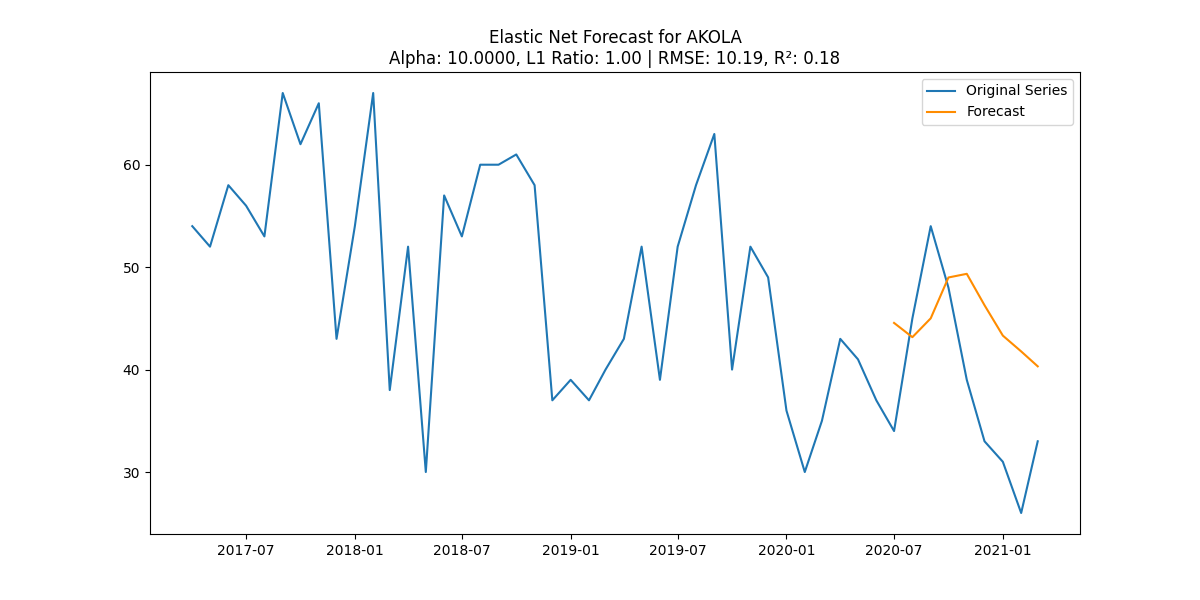 Elastic Net Forecast for AKOLA
Alpha: 10.0000, L1 Ratio: 1.00 | RMSE: 10.19, R²: 0.18
Original Series
Forecast
60
50
40
30
2017-07 2018-01 2018-07 2019-01 2019-07 2020-01 2020-07 2021-01